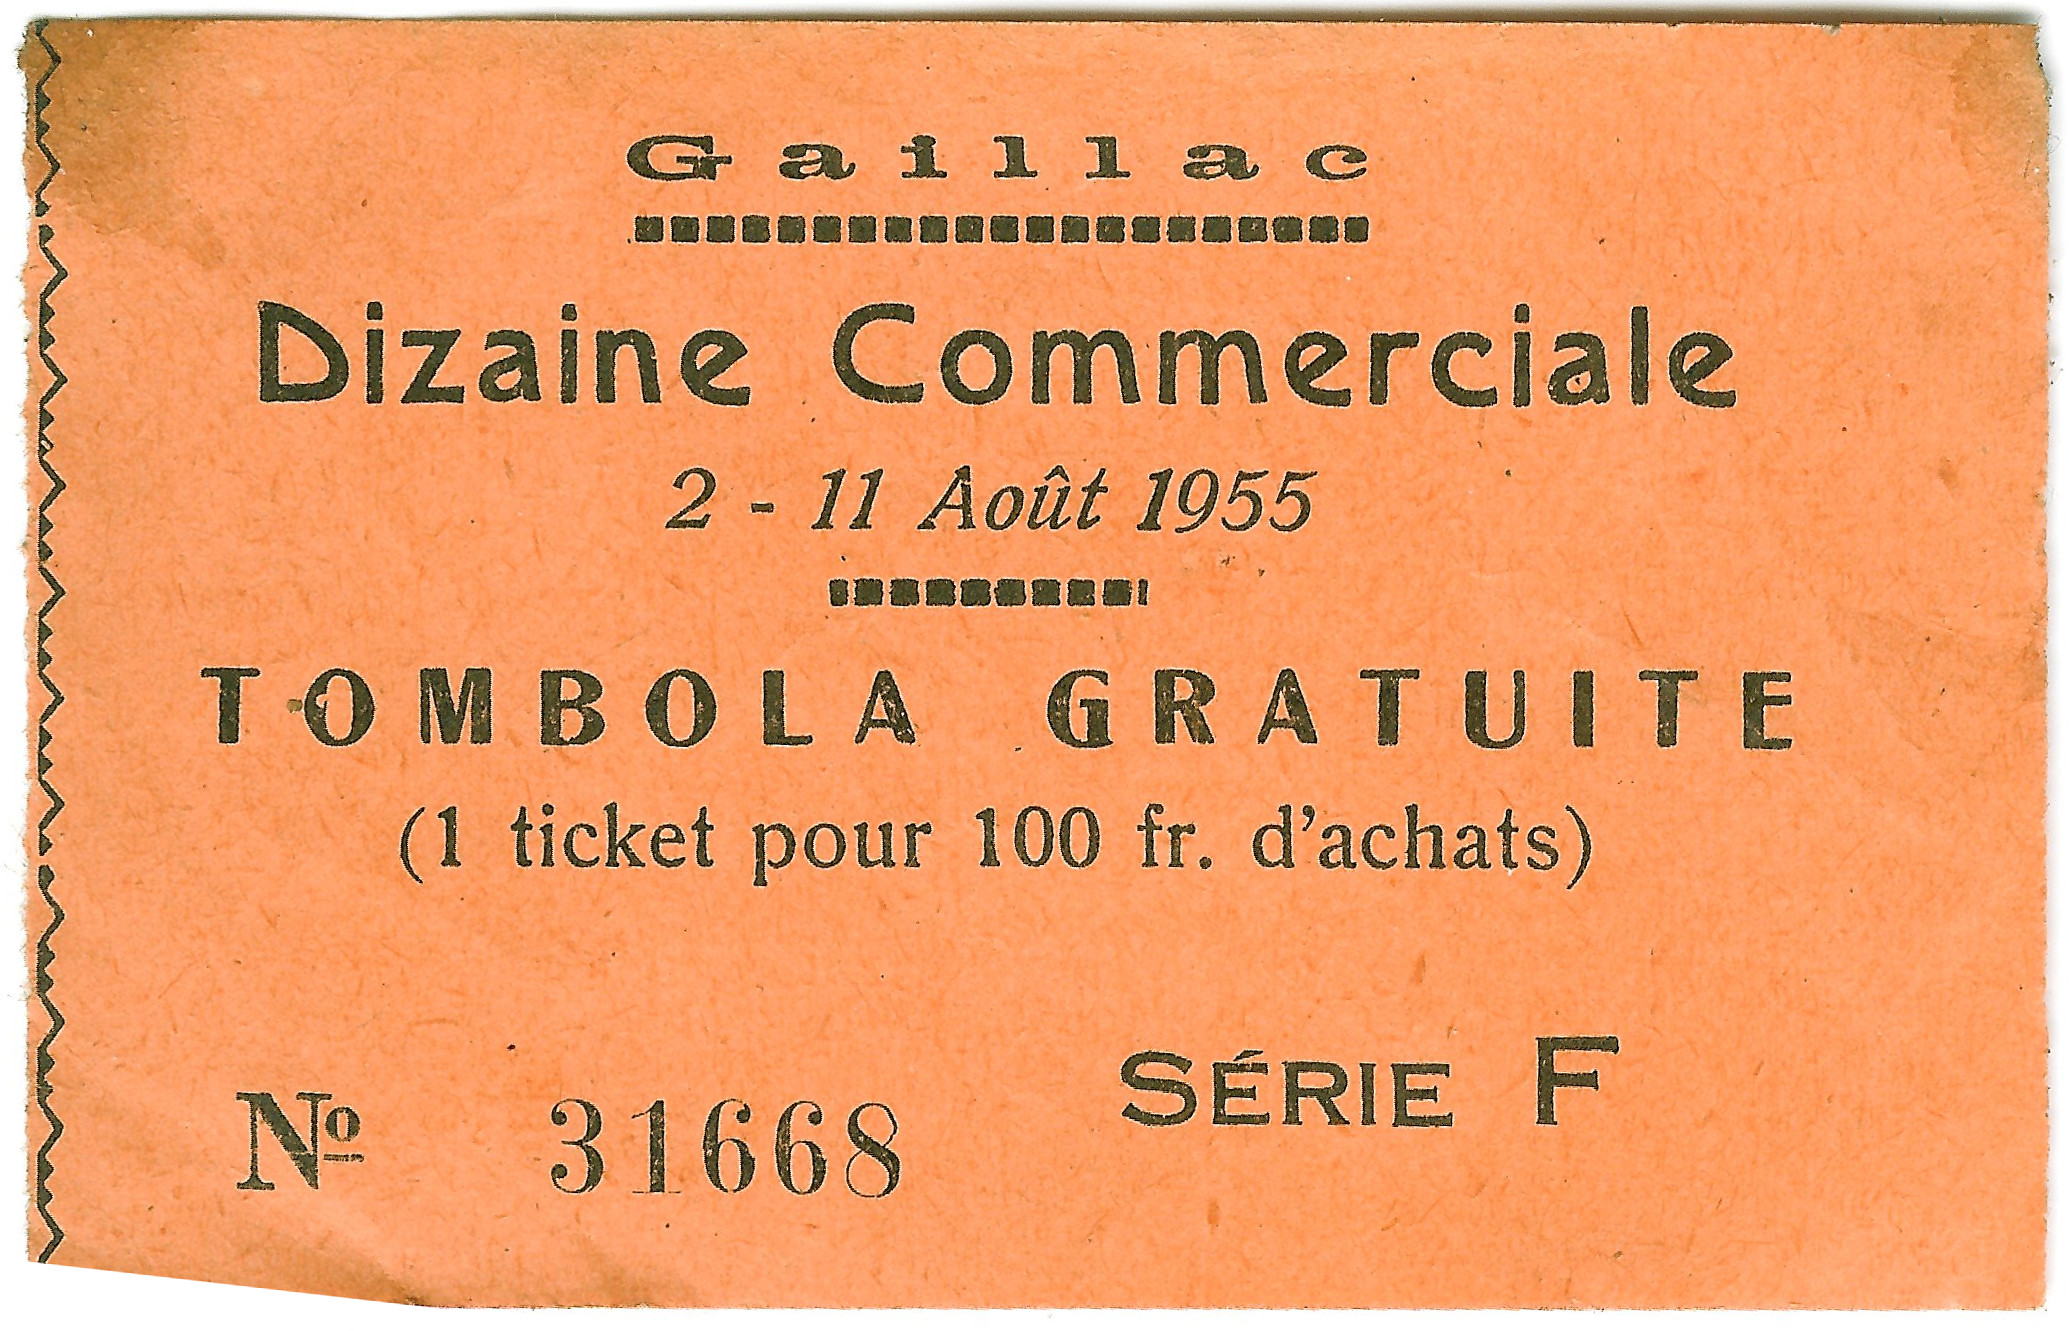 Gaillac
Dizaine Commerciale
2 - 11 Août 1955
TOMBOLA GRATUITE
(1 ticket pour 100 fr. d'achats)
Nº 31668 SÉRIE F